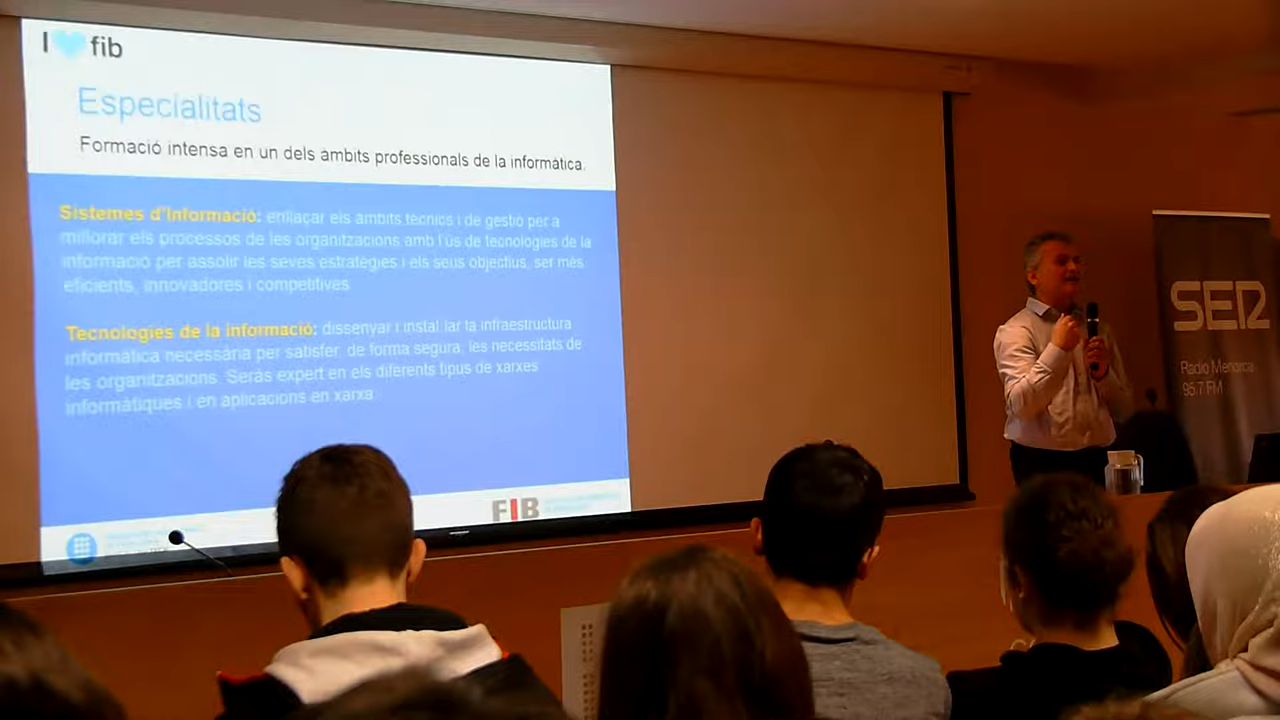 I fib
Especialitats
Formació intensa en un dels àmbits professionals de la informàtica.
Sistemes d'Informació: enllaçar els àmbits tècnics i de gestió per a
millorar els processos de les organitzacions amb l'ús de tecnologies de la
informació per assolir les seves estratègies i els seus objectius, ser més
eficients, innovadores i competitives
Tecnologies de la informació: dissenyar i instal·lar la infraestructura
informàtica necessària per satisfer, de forma segura, les necessitats de
les organitzacions. Seràs expert en els diferents tipus de xarxes
informàtiques i en aplicacions en xarxa
FIB
SER
Radio Menorca
95.7 FM